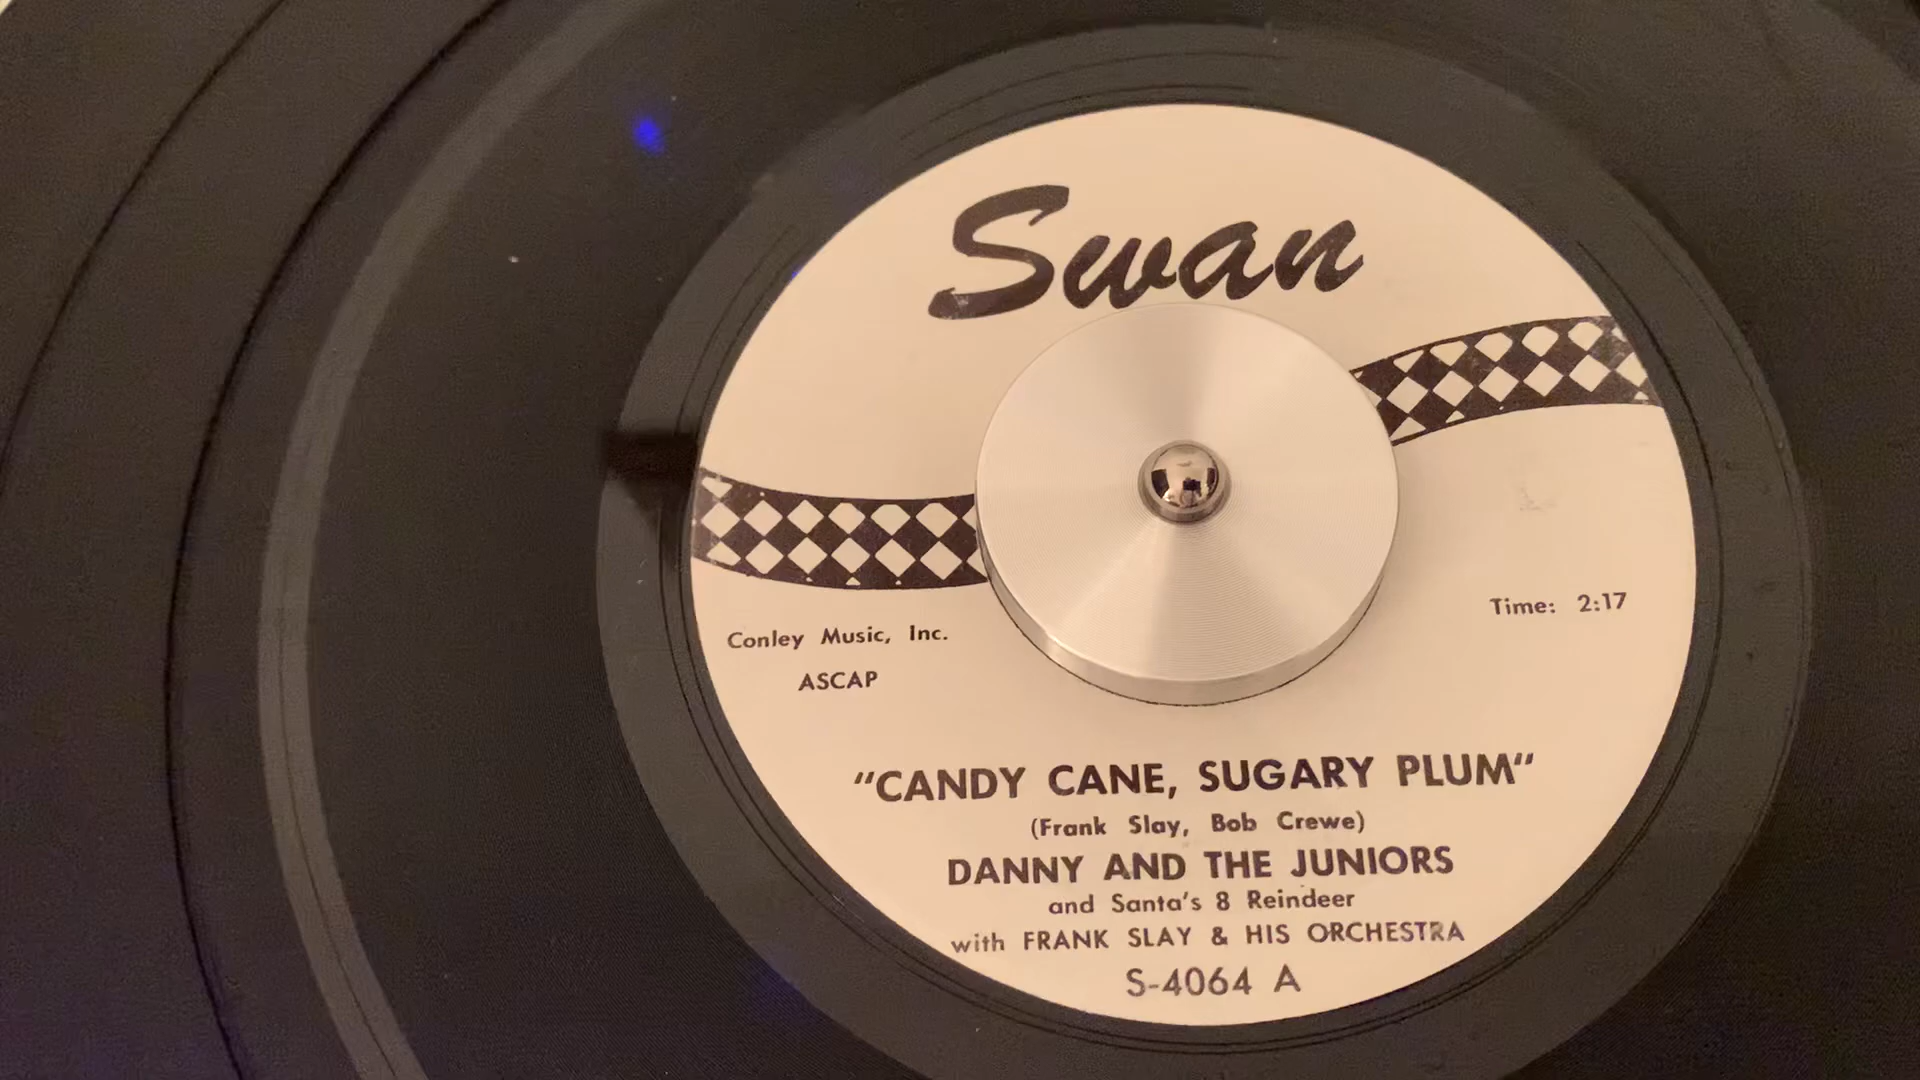 Swan
Conley Music, Inc.
ASCAP
Time: 2:17
"CANDY CANE, SUGARY PLUM"
(Frank Slay, Bob Crewe)
DANNY AND THE JUNIORS
and Santa's 8 Reindeer
with FRANK SLAY & HIS ORCHESTRA
S-4064 A